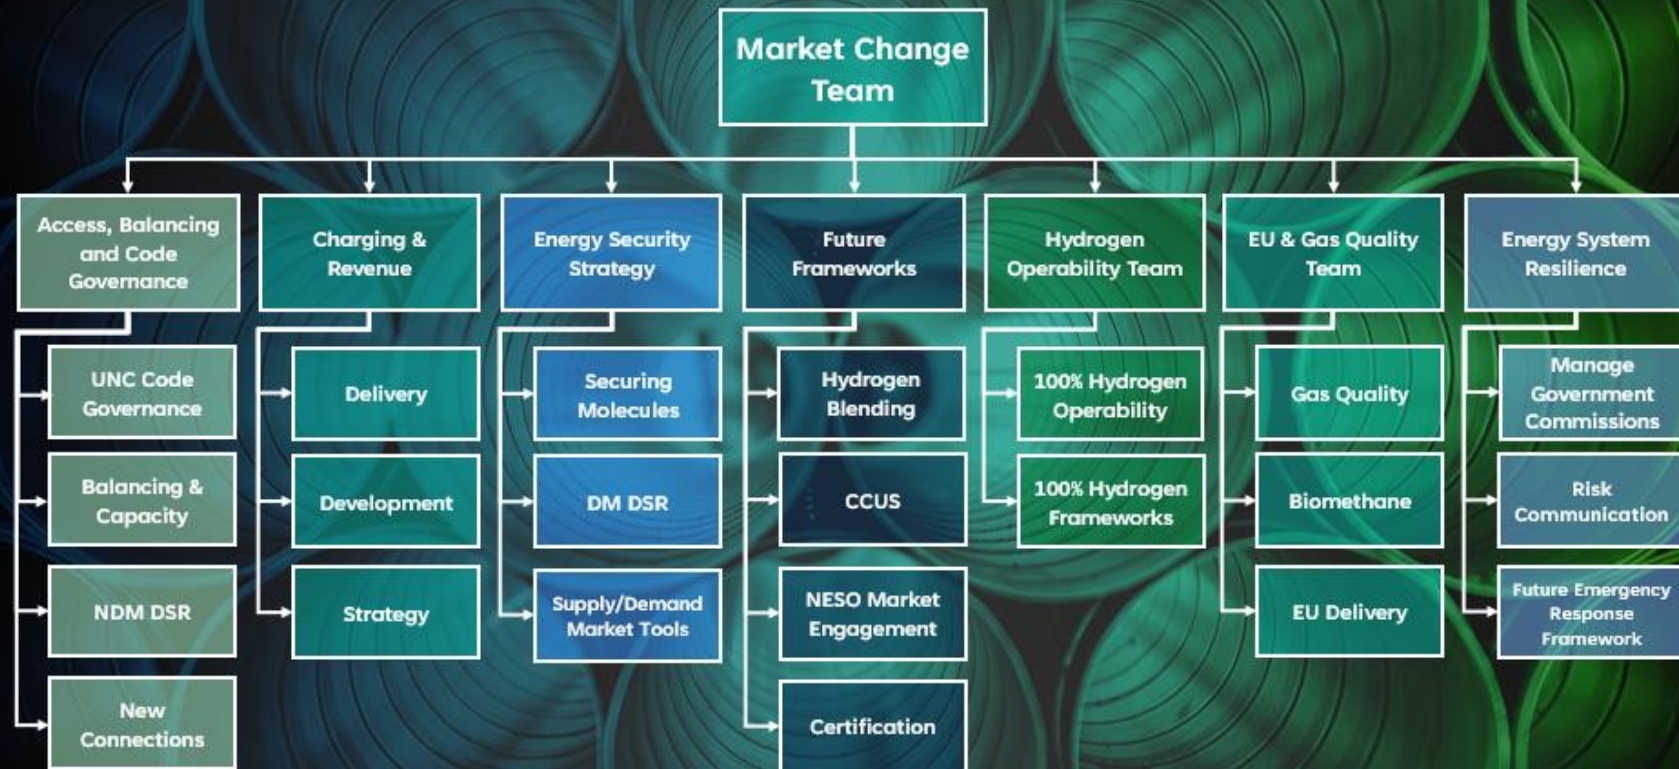 Market Change
Team
Access, Balancing
and Code
Governance
Charging &
Revenue
Energy Security
Strategy
Future
Frameworks
Hydrogen
Operability Team
EU & Gas Quality
Team
Energy System
Resilience
UNC Code
Governance
Balancing &
Capacity
NDM DSR
New
Connections
Delivery
Development
Strategy
Securing
Molecules
DM DSR
Supply/Demand
Market Tools
Hydrogen
Blending
CCUS
NESO Market
Engagement
Certification
100% Hydrogen
Operability
100% Hydrogen
Frameworks
Gas Quality
Biomethane
EU Delivery
Manage
Government
Commissions
Risk
Communication
Future Emergency
Response
Framework